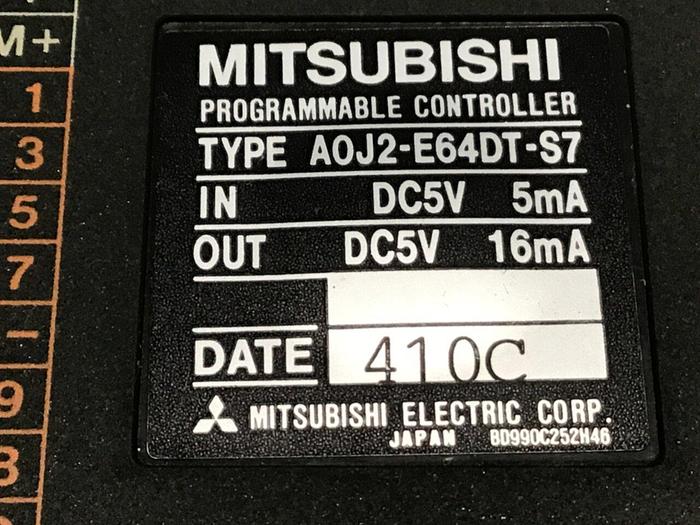 M+
1
3
5
7
-
9
MITSUBISHI
PROGRAMMABLE CONTROLLER
TYPE A0J2-E64DT-S7
IN DC5V 5mA
OUT DC5V 16mA
DATE 410C
MITSUBISHI ELECTRIC CORP.
JAPAN BD990C252H46